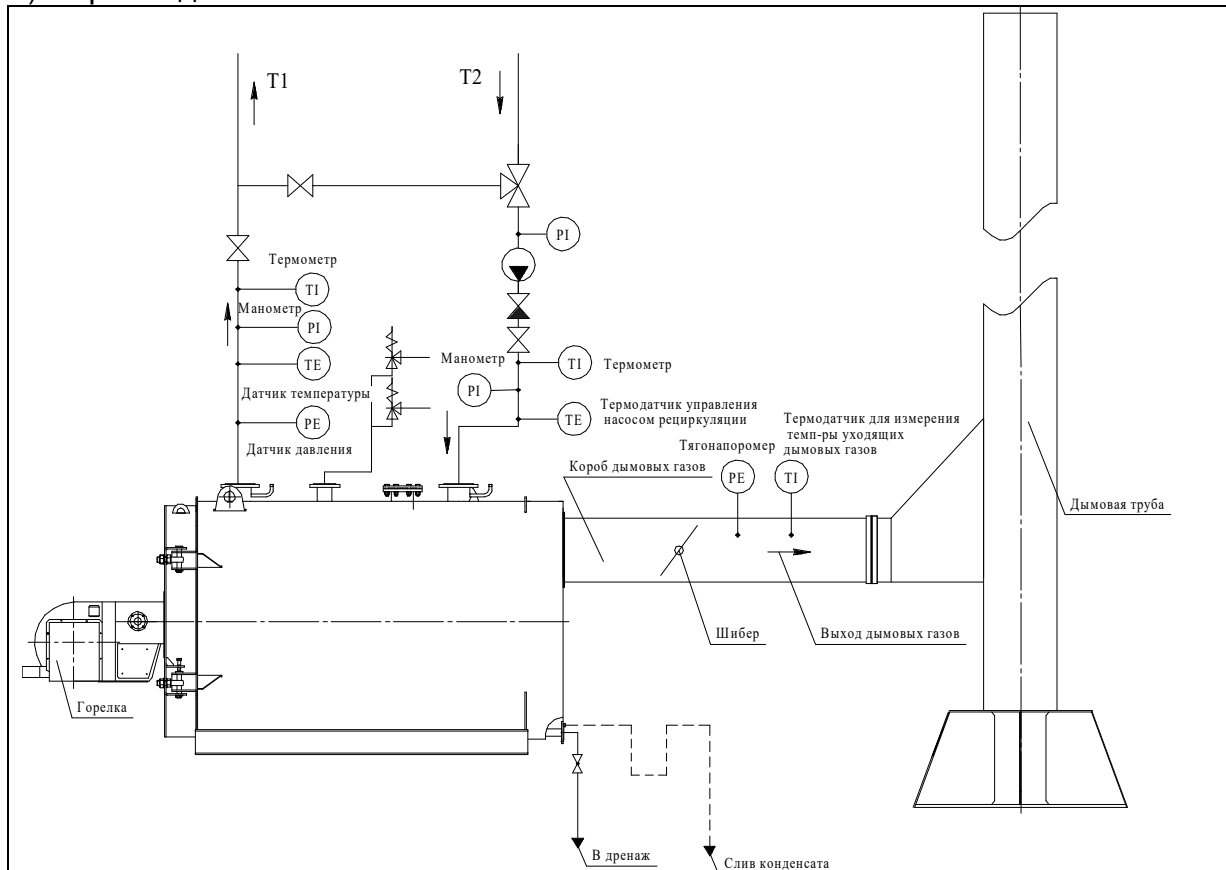 T1
T2
PI
Термометр
TI
Манометр
PI
TE
Датчик температуры
PE
Датчик давления
Манометр
PI
TI
Термометр
TE
Термодатчик управления
насосом рециркуляции
Термодатчик для измерения
темп-ры уходящих
дымовых газов
Тягонапоромер
Короб дымовых газов
PE
TI
Дымовая труба
Шибер
Выход дымовых газов
Горелка
В дренаж
Слив конденсата